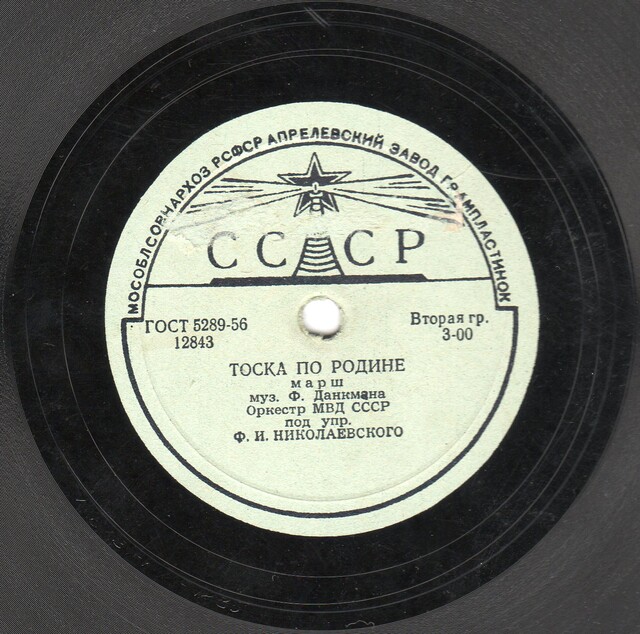 МОСОБЛСОВНАРХОЗ РСФСР АПРЕЛЕВСКИЙ ЗАВОД ГРАМПЛАСТИНОК
СССР
ГОСТ 5289-56
12843
Вторая гр.
3-00
ТОСКА ПО РОДИНЕ
марш
муз. Ф. Данкмана
Оркестр МВД СССР
под упр.
Ф. И. НИКОЛАЕВСКОГО